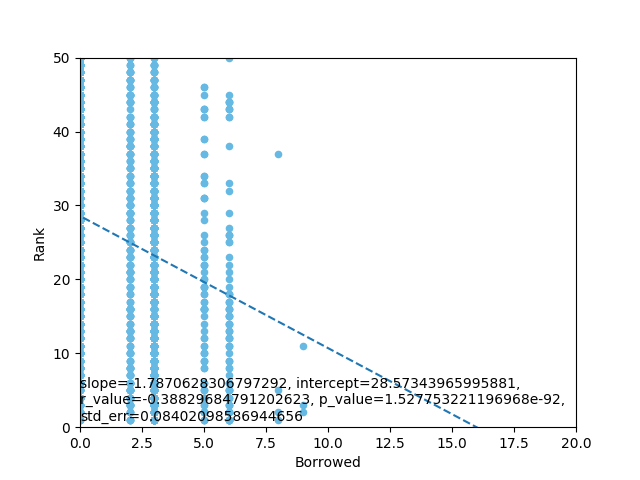 50
40
30
20
10
0
Rank
slope=-1.7870628306797292, intercept=28.57343965995881,
r_value=-0.38829684791202623, p_value=1.527753221196968e-92,
std_err=0.08402098586944656
0.0 2.5 5.0 7.5 10.0 12.5 15.0 17.5 20.0
Borrowed